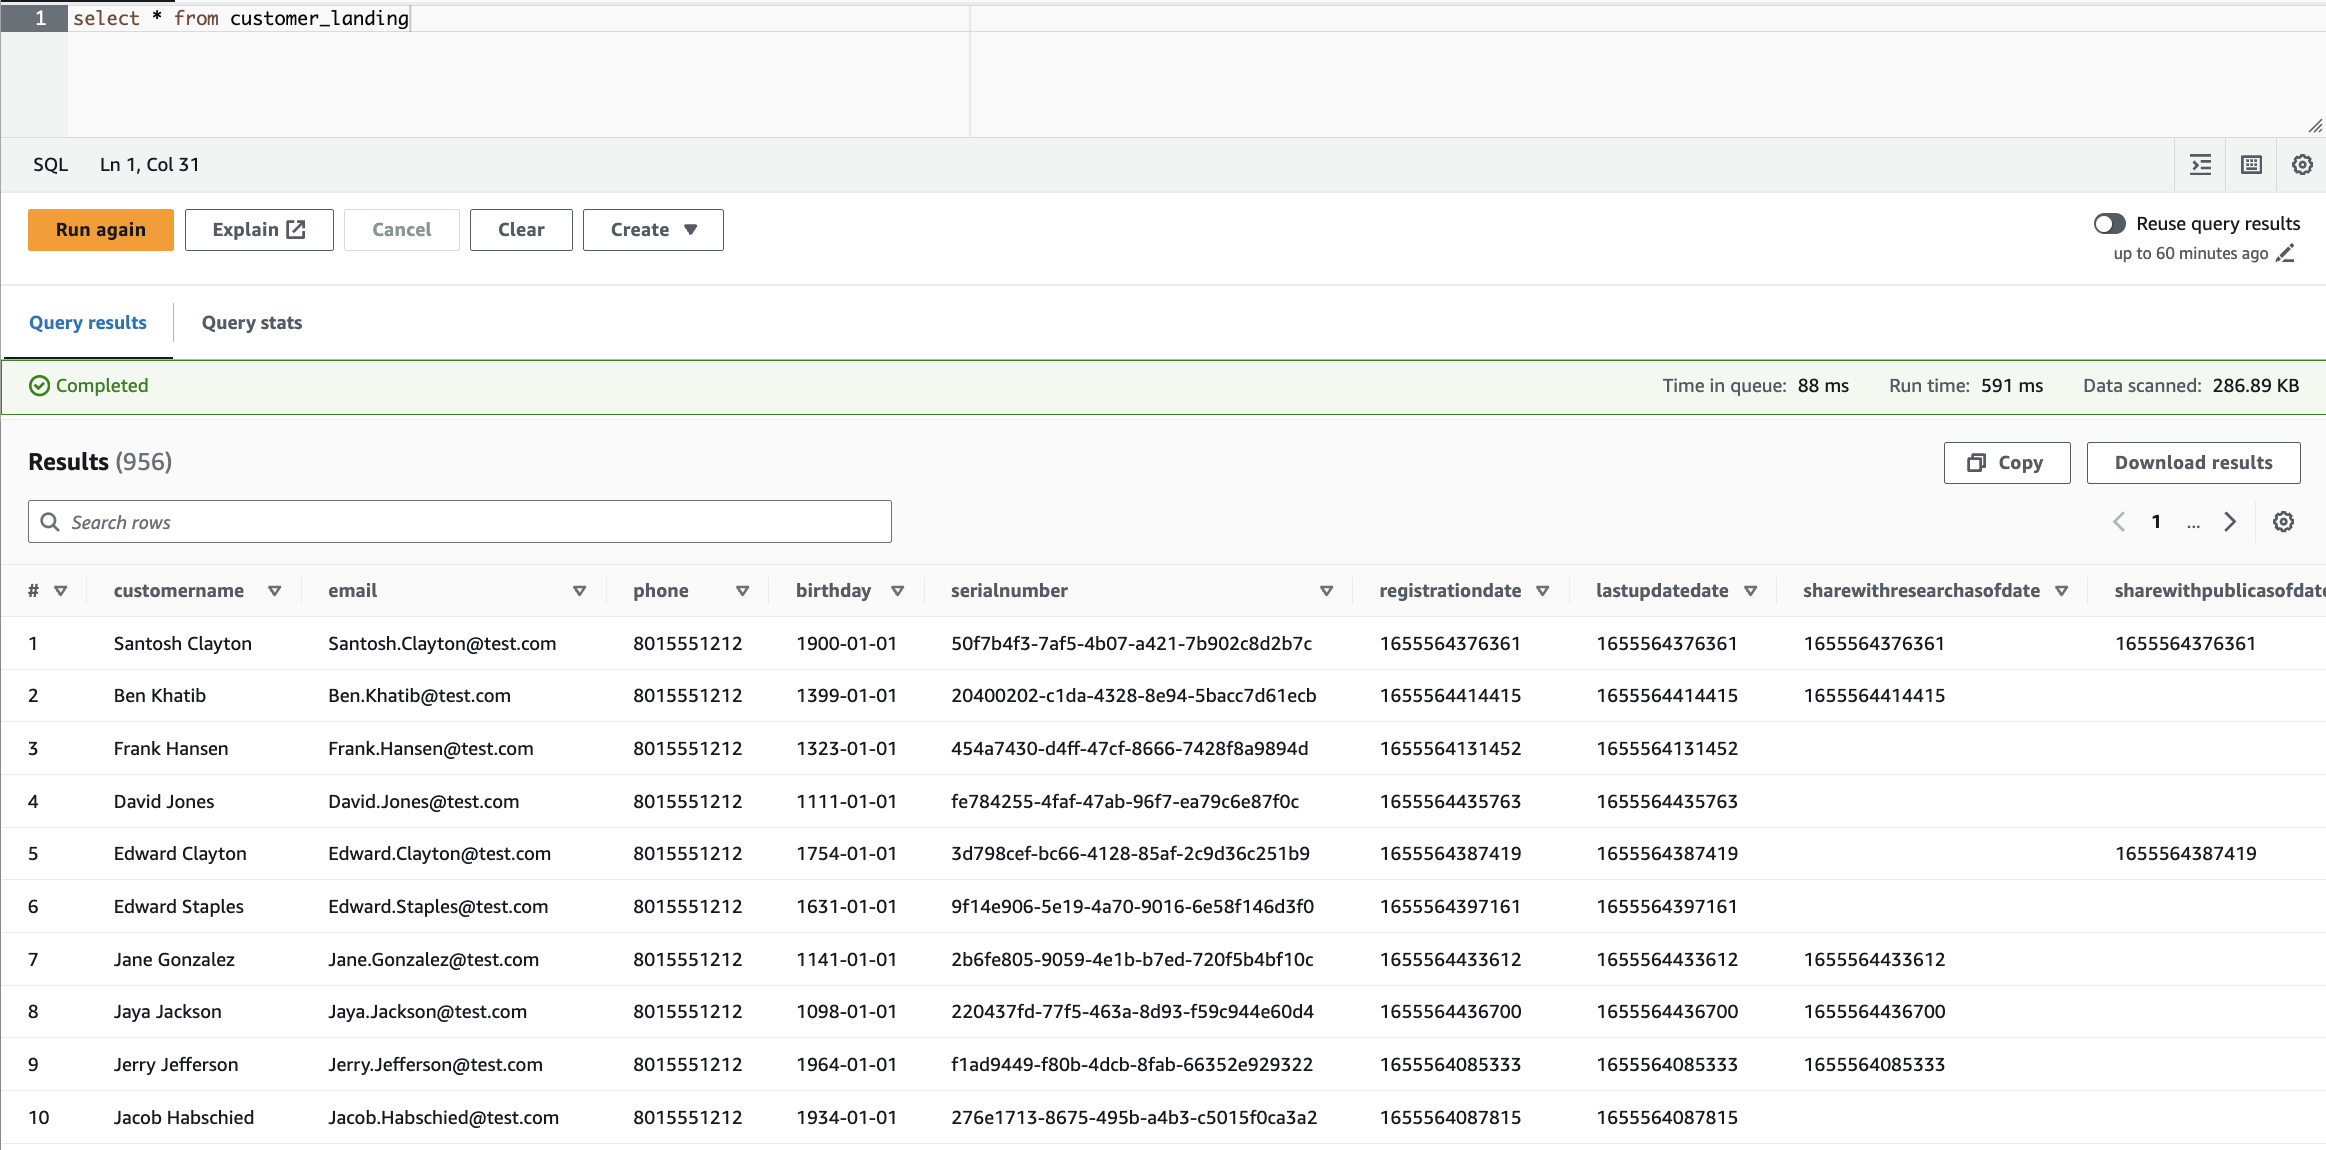 1 select * from customer_landing
SQL Ln 1, Col 31
Run again Explain Cancel Clear Create Reuse query results
up to 60 minutes ago
Query results Query stats
Completed Time in queue: 88 ms Run time: 591 ms Data scanned: 286.89 KB
Results (956) Copy Download results
Search rows 1 ...
# customername email phone birthday serialnumber registrationdate lastupdatedate sharewithresearchasofdate sharewithpublicasofdate
1 Santosh Clayton Santosh.Clayton@test.com 8015551212 1900-01-01 50f7b4f3-7af5-4b07-a421-7b902c8d2b7c 1655564376361 1655564376361 1655564376361 1655564376361
2 Ben Khatib Ben.Khatib@test.com 8015551212 1399-01-01 20400202-c1da-4328-8e94-5bacc7d61ecb 1655564414415 1655564414415 1655564414415
3 Frank Hansen Frank.Hansen@test.com 8015551212 1323-01-01 454a7430-d4ff-47cf-8666-7428f8a9894d 1655564131452 1655564131452
4 David Jones David.Jones@test.com 8015551212 1111-01-01 fe784255-4faf-47ab-96f7-ea79c6e87f0c 1655564435763 1655564435763
5 Edward Clayton Edward.Clayton@test.com 8015551212 1754-01-01 3d798cef-bc66-4128-85af-2c9d36c251b9 1655564387419 1655564387419 1655564387419
6 Edward Staples Edward.Staples@test.com 8015551212 1631-01-01 9f14e906-5e19-4a70-9016-6e58f146d3f0 1655564397161 1655564397161
7 Jane Gonzalez Jane.Gonzalez@test.com 8015551212 1141-01-01 2b6fe805-9059-4e1b-b7ed-720f5b4bf10c 1655564433612 1655564433612 1655564433612
8 Jaya Jackson Jaya.Jackson@test.com 8015551212 1098-01-01 220437fd-77f5-463a-8d93-f59c944e60d4 1655564436700 1655564436700 1655564436700
9 Jerry Jefferson Jerry.Jefferson@test.com 8015551212 1964-01-01 f1ad9449-f80b-4dcb-8fab-66352e929322 1655564085333 1655564085333 1655564085333
10 Jacob Habschied Jacob.Habschied@test.com 8015551212 1934-01-01 276e1713-8675-495b-a4b3-c5015f0ca3a2 1655564087815 1655564087815